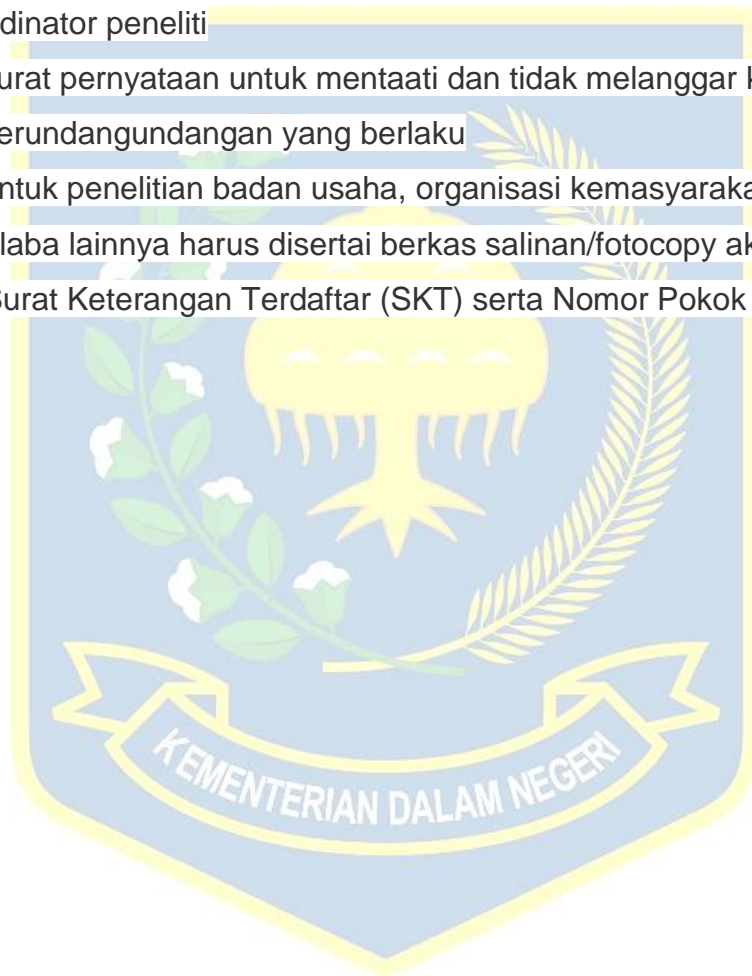 dinator peneliti
urat pernyataan untuk mentaati dan tidak melanggar k
erundangundangan yang berlaku
ntuk penelitian badan usaha, organisasi kemasyaraka
laba lainnya harus disertai berkas salinan/fotocopy ak
Surat Keterangan Terdaftar (SKT) serta Nomor Pokok
KEMENTERIAN DALAM NEGERI